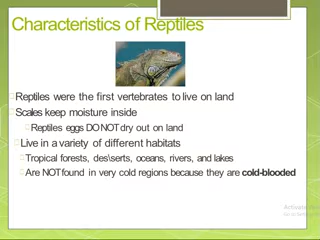 Characteristics of Reptiles
Reptiles were the first vertebrates to live on land
Scales keep moisture inside
Reptiles eggs DO NOT dry out on land
Live in a variety of different habitats
Tropical forests, des\serts, oceans, rivers, and lakes
Are NOT found in very cold regions because they are cold-blooded
Activate